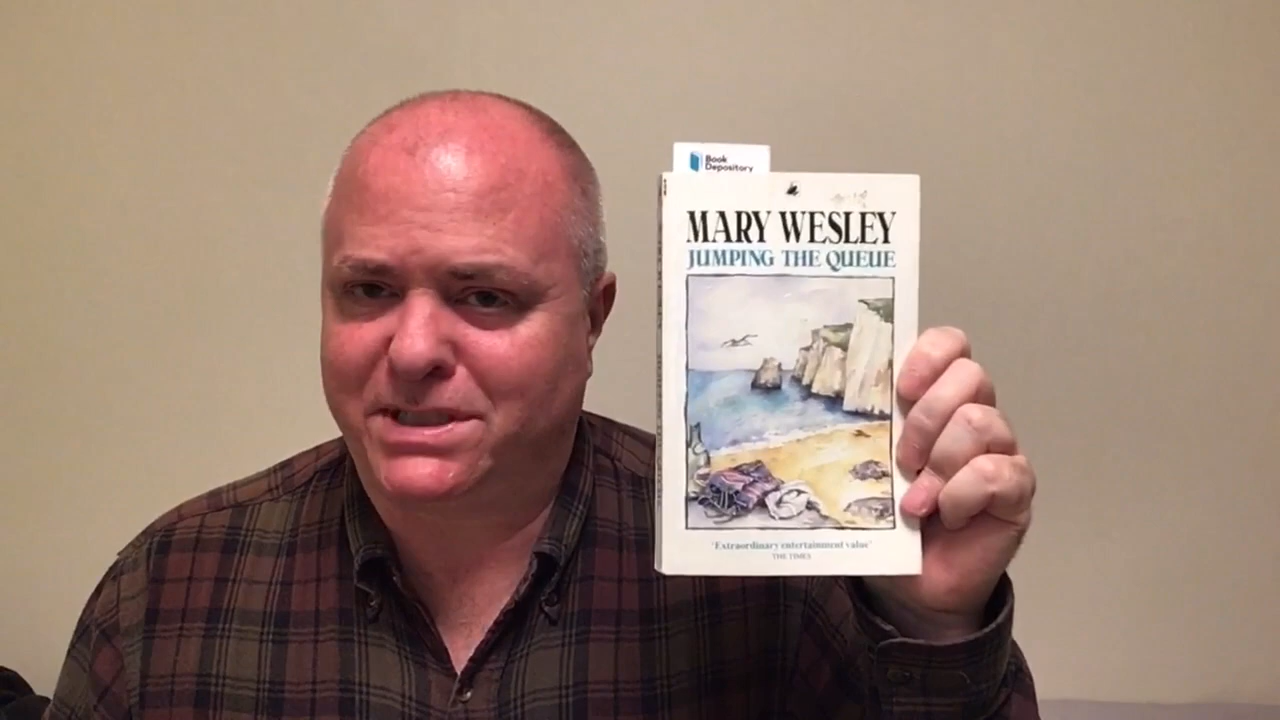 Book
Depository
MARY WESLEY
JUMPING THE QUEUE
'Extraordinary entertainment value'
THE TIMES